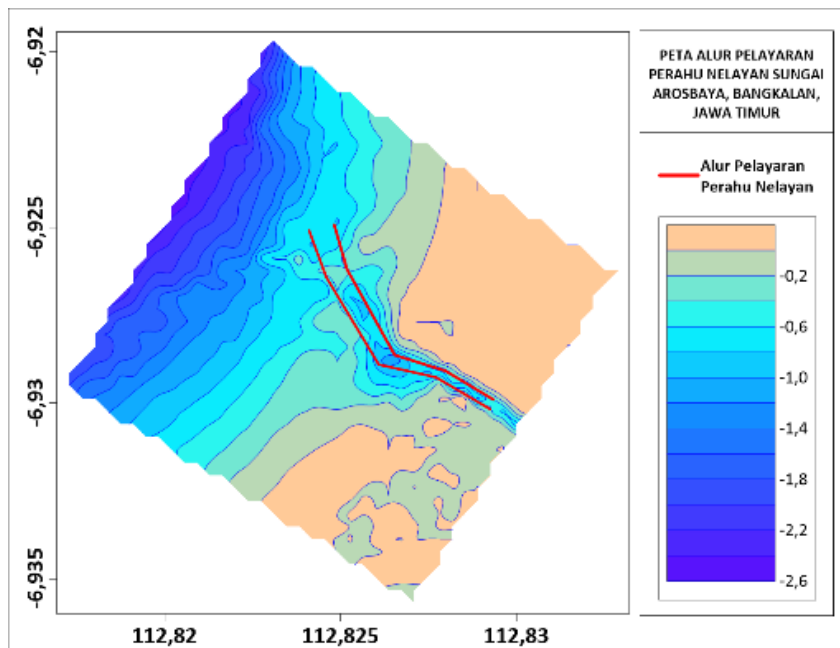 -6,92
-6,925
-6,93
-6,935
112,82
112,825
112,83
PETA ALUR PELAYARAN
PERAHU NELAYAN SUNGAI
AROSBAYA, BANGKALAN,
JAWA TIMUR
Alur Pelayaran
Perahu Nelayan
-0,2
-0,6
-1,0
-1,4
-1,8
-2,2
-2,6